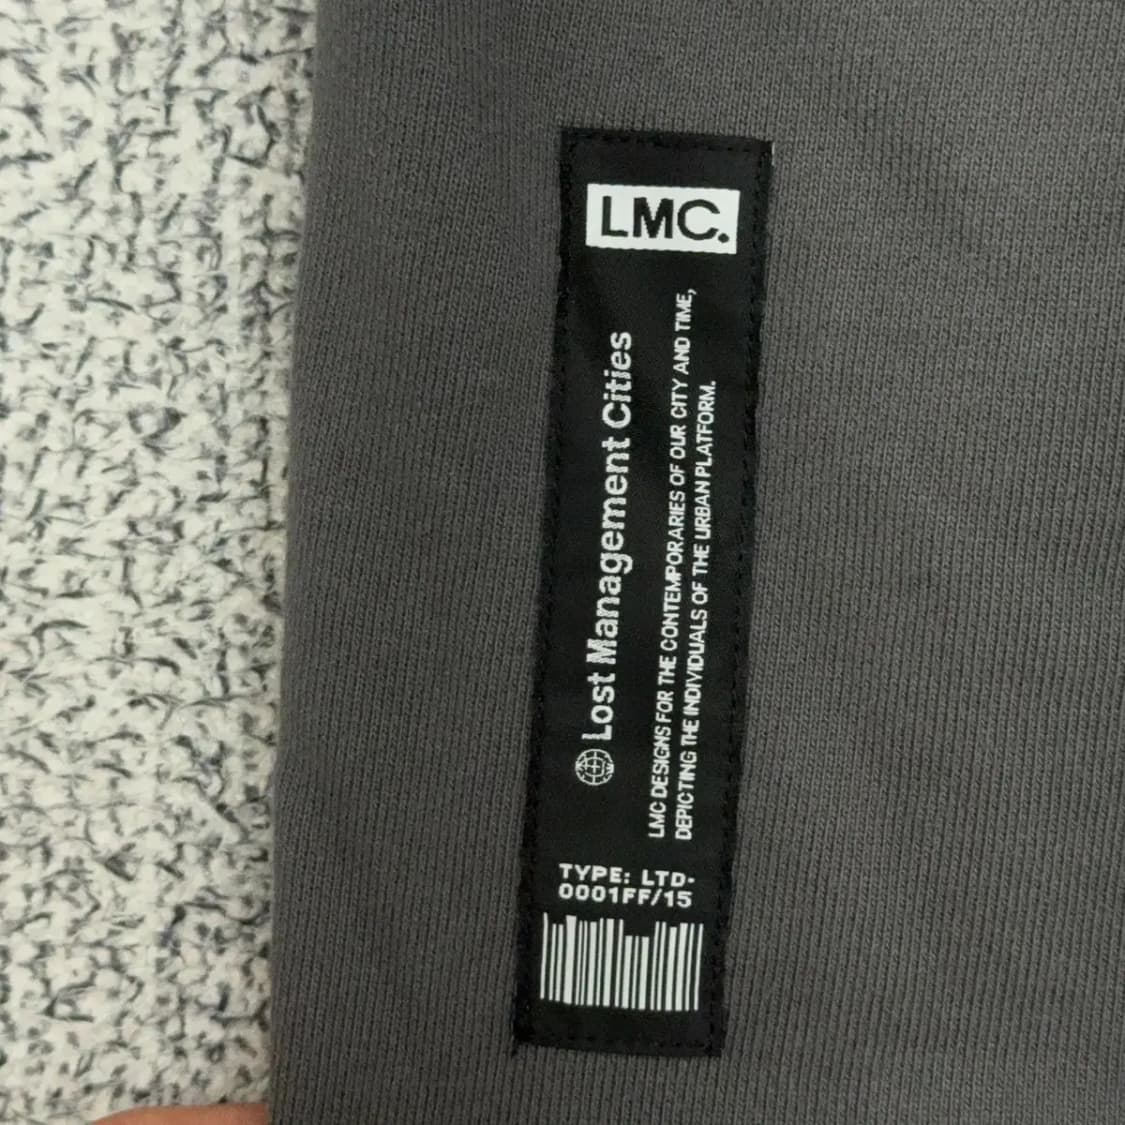 LMC.
Lost Management Cities
LMC DESIGNS FOR THE CONTEMPORARIES OF OUR CITY AND TIME,
DEPICTING THE INDIVIDUALS OF THE URBAN PLATFORM.
TYPE: LTD-
0001FF/15